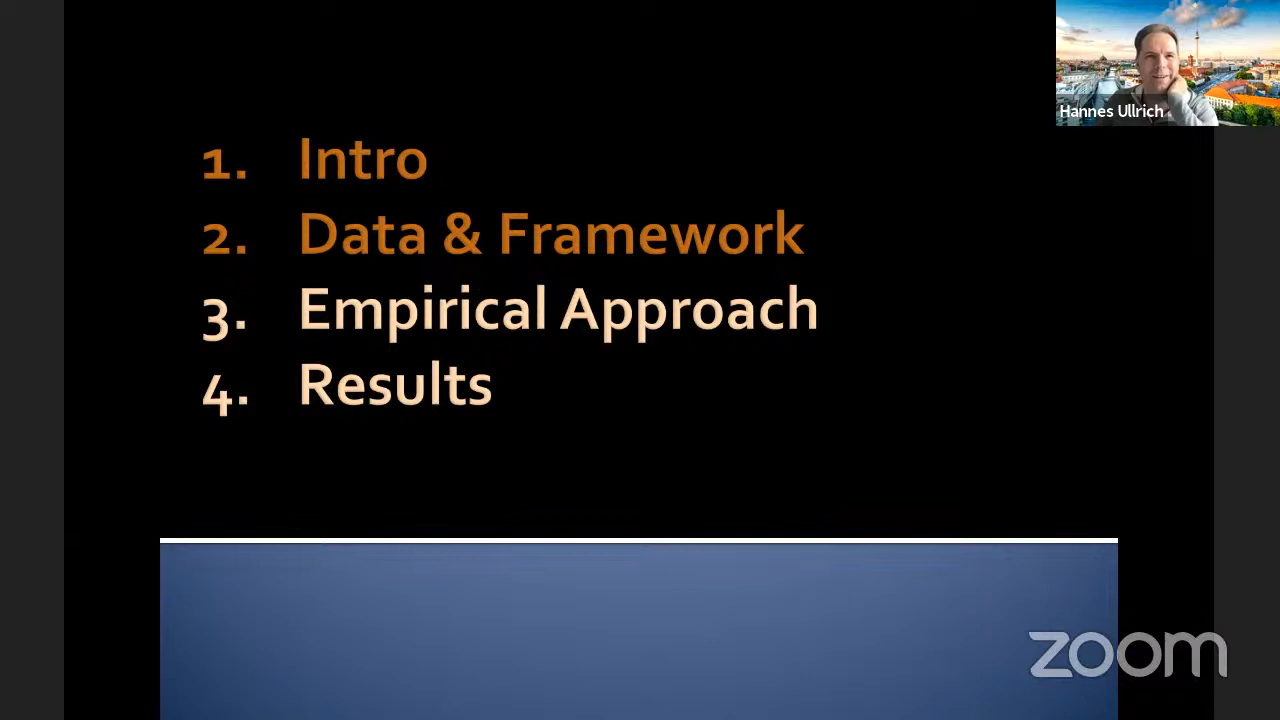 Hannes Ullrich
1. Intro
2. Data & Framework
3. Empirical Approach
4. Results
zoom